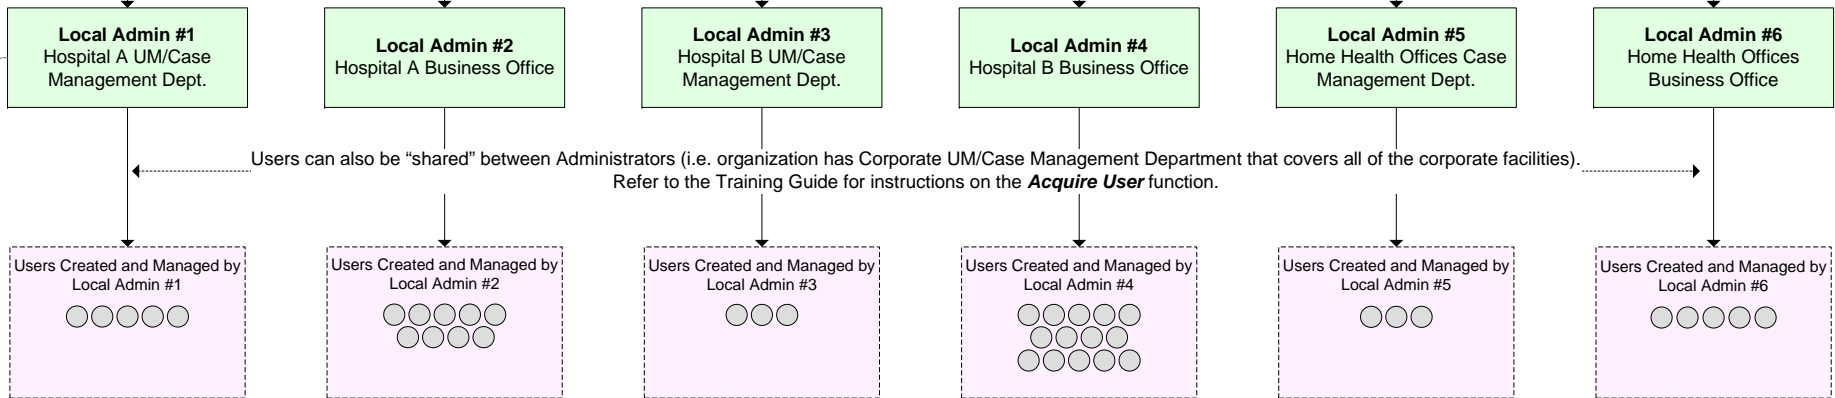 Local Admin #1
Hospital A UM/Case
Management Dept.
Local Admin #2
Hospital A Business Office
Local Admin #3
Hospital B UM/Case
Management Dept.
Local Admin #4
Hospital B Business Office
Local Admin #5
Home Health Offices Case
Management Dept.
Local Admin #6
Home Health Offices
Business Office
Users can also be “shared” between Administrators (i.e. organization has Corporate UM/Case Management Department that covers all of the corporate facilities).
Refer to the Training Guide for instructions on the Acquire User function.
Users Created and Managed by
Local Admin #1
Users Created and Managed by
Local Admin #2
Users Created and Managed by
Local Admin #3
Users Created and Managed by
Local Admin #4
Users Created and Managed by
Local Admin #5
Users Created and Managed by
Local Admin #6